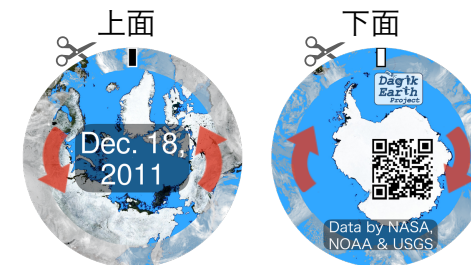 上面
下面
Dec. 18,
2011
Dagik
Earth
Project
Data by NASA,
NOAA & USGS